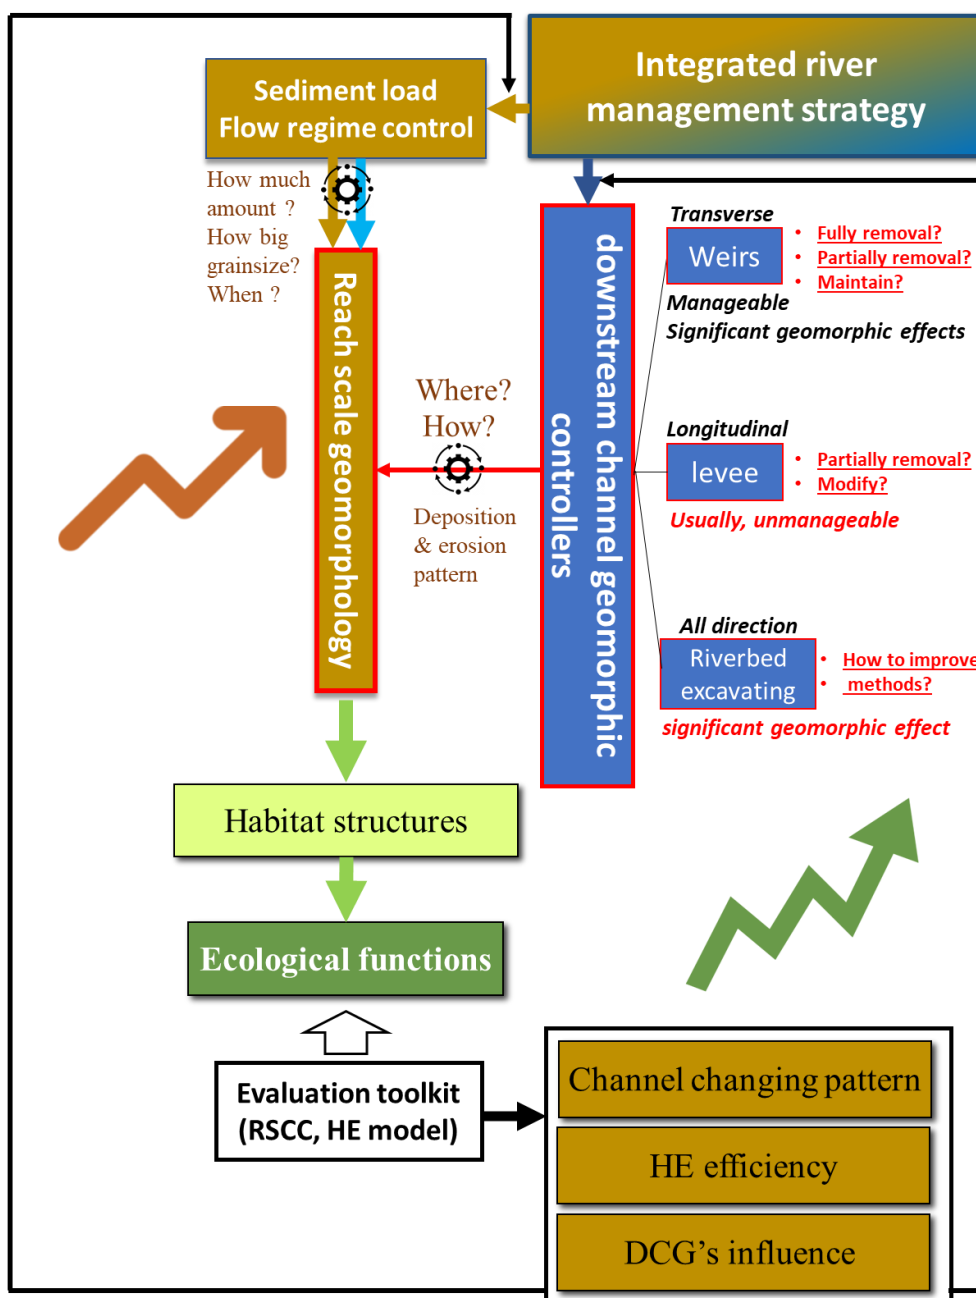 Integrated river
management strategy
Sediment load
Flow regime control
How much
amount ?
How big
grainsize?
When ?
Reach scale geomorphology
Where?
How?
Deposition
& erosion
pattern
downstream channel geomorphic
controllers
Transverse
Weirs
• Fully removal?
• Partially removal?
• Maintain?
Manageable
Significant geomorphic effects
Longitudinal
levee
• Partially removal?
• Modify?
Usually, unmanageable
All direction
Riverbed
excavating
• How to improve
• methods?
significant geomorphic effect
Habitat structures
Ecological functions
Evaluation toolkit
(RSCC, HE model)
Channel changing pattern
HE efficiency
DCG's influence